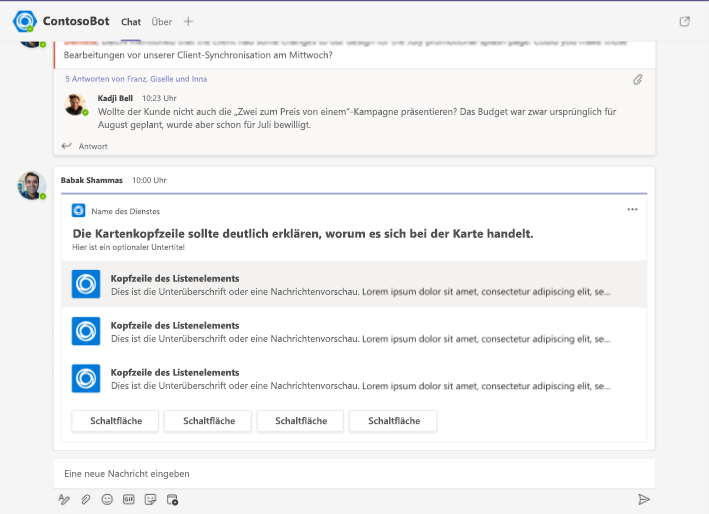 ContosoBot Chat Über
Bearbeitungen vor unserer Client-Synchronisation am Mittwoch?
5 Antworten von Franz, Giselle und Inna
Kadji Bell 10:23 Uhr
Wollte der Kunde nicht auch die „Zwei zum Preis von einem“-Kampagne präsentieren? Das Budget war zwar ursprünglich für
August geplant, wurde aber schon für Juli bewilligt.
Antwort
Babak Shammas 10:00 Uhr
Name des Dienstes
Die Kartenkopfzeile sollte deutlich erklären, worum es sich bei der Karte handelt.
Hier ist ein optionaler Untertitel
Kopfzeile des Listenelements
Dies ist die Unterüberschrift oder eine Nachrichtenvorschau. Lorem ipsum dolor sit amet, consectetur adipiscing elit, se...
Kopfzeile des Listenelements
Dies ist die Unterüberschrift oder eine Nachrichtenvorschau. Lorem ipsum dolor sit amet, consectetur adipiscing elit, se...
Kopfzeile des Listenelements
Dies ist die Unterüberschrift oder eine Nachrichtenvorschau. Lorem ipsum dolor sit amet, consectetur adipiscing elit, se...
Schaltfläche Schaltfläche Schaltfläche Schaltfläche
Eine neue Nachricht eingeben
GIF